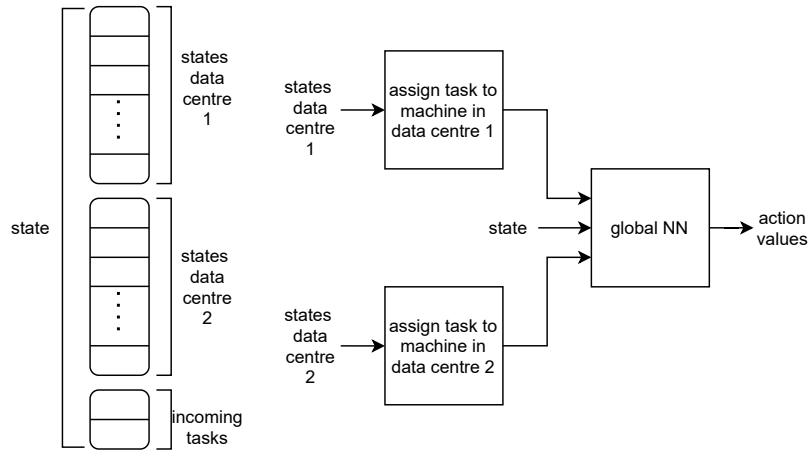 state
states
data
centre
1
states
data
centre
2
incoming
tasks
states
data
centre
1
assign task to
machine in
data centre 1
state
states
data
centre
2
assign task to
machine in
data centre 2
global NN
action
values